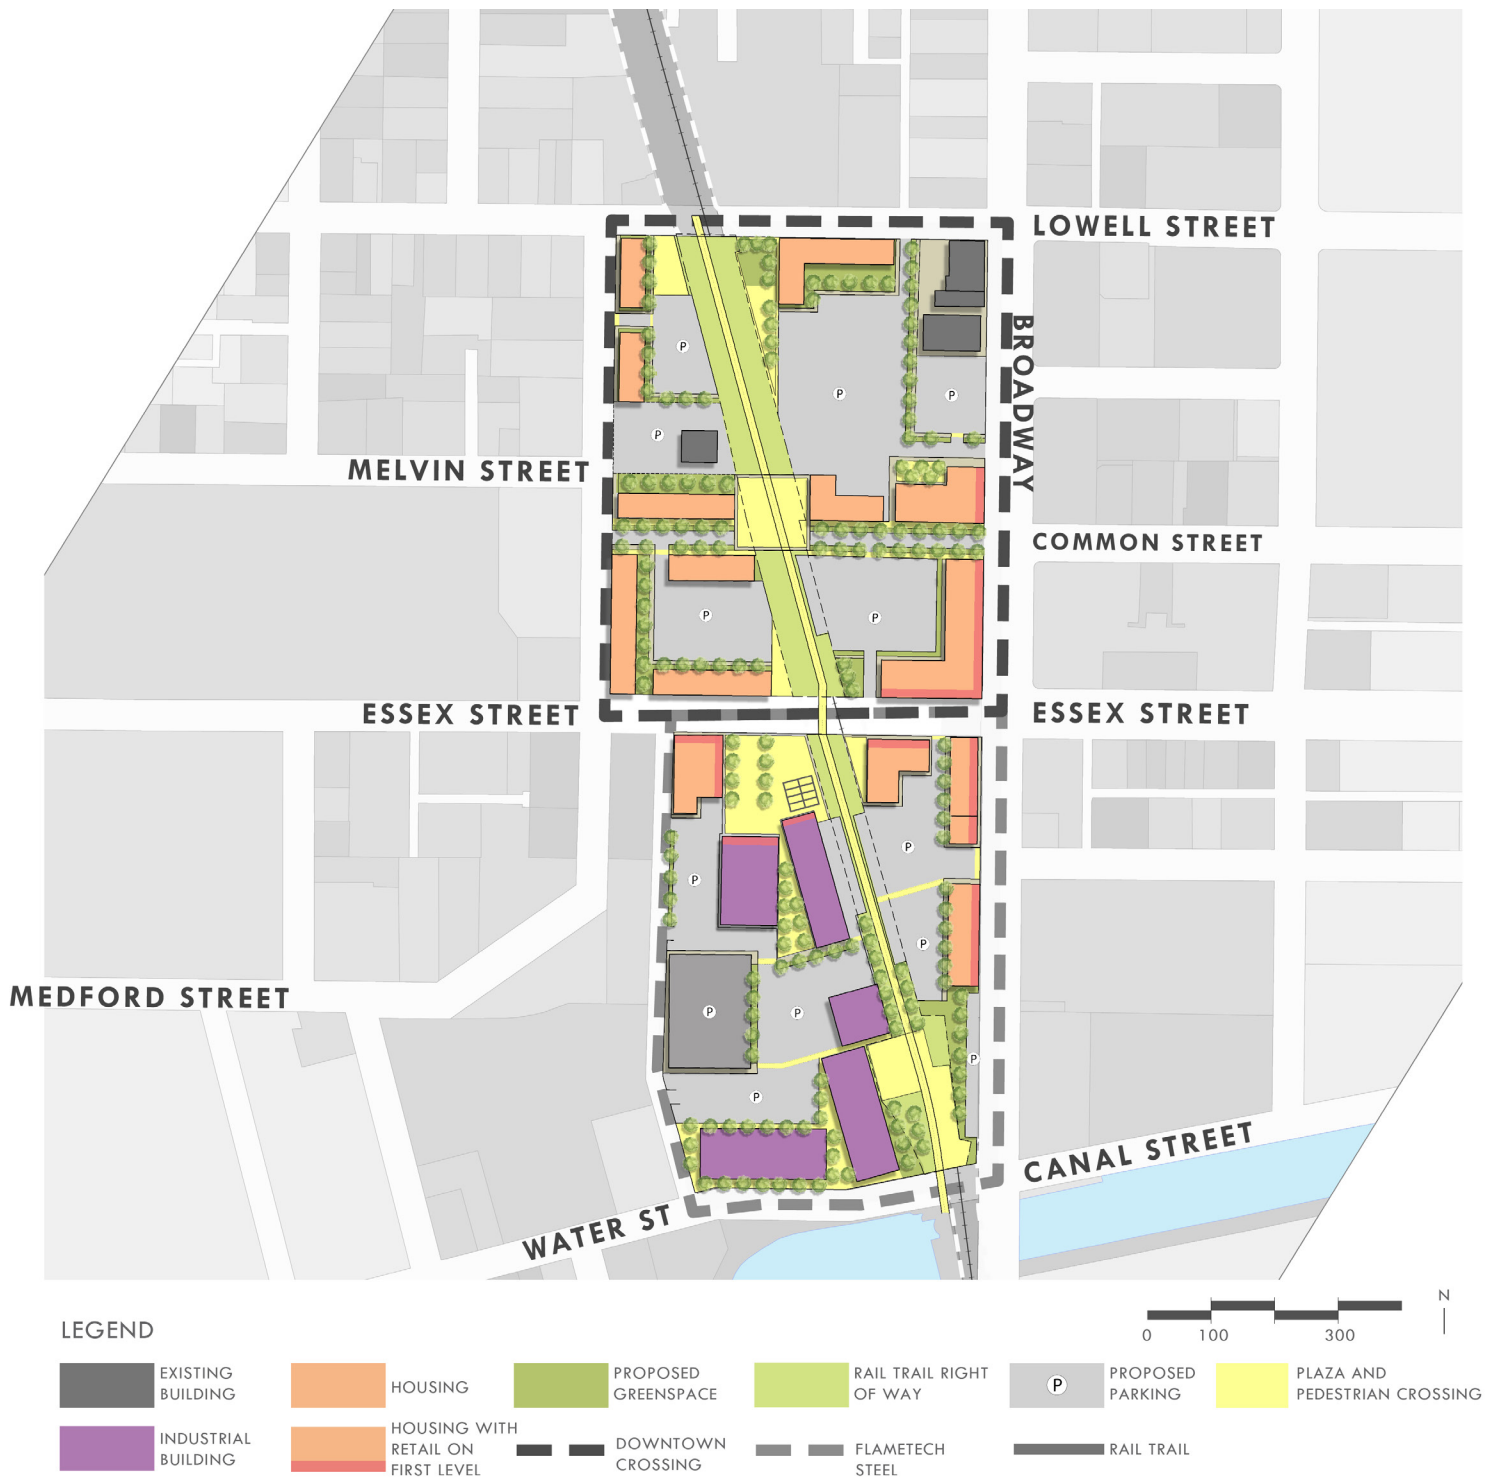 LOWELL STREET
BROADWAY
P
P
P
P
MELVIN STREET
COMMON STREET
P
P
ESSEX STREET
ESSEX STREET
P
P
P
MEDFORD STREET
P
P
P
P
CANAL STREET
WATER ST
LEGEND
0 100 300
N
EXISTING
BUILDING
HOUSING
PROPOSED
GREENSPACE
RAIL TRAIL RIGHT
OF WAY
P
PROPOSED
PARKING
PLAZA AND
PEDESTRIAN CROSSING
INDUSTRIAL
BUILDING
HOUSING WITH
RETAIL ON
FIRST LEVEL
DOWNTOWN
CROSSING
FLAMETECH
STEEL
RAIL TRAIL